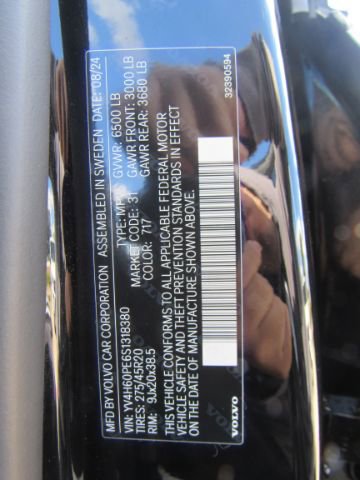 MFD BY VOLVO CAR CORPORATION ASSEMBLED IN SWEDEN DATE: 08/24
VIN: YV4H60PE6S1318380 TYPE: MPVS GVWR: 6500 LB
TIRES: 275/45R20 MARKET CODE: 31 GAWR FRONT: 3000 LB
RIM: 9Jx20x38.5 COLOR: 717 GAWR REAR: 3680 LB
THIS VEHICLE CONFORMS TO ALL APPLICABLE FEDERAL MOTOR
VEHICLE SAFETY AND THEFT PREVENTION STANDARDS IN EFFECT
ON THE DATE OF MANUFACTURE SHOWN ABOVE.
VOLVO 32390594